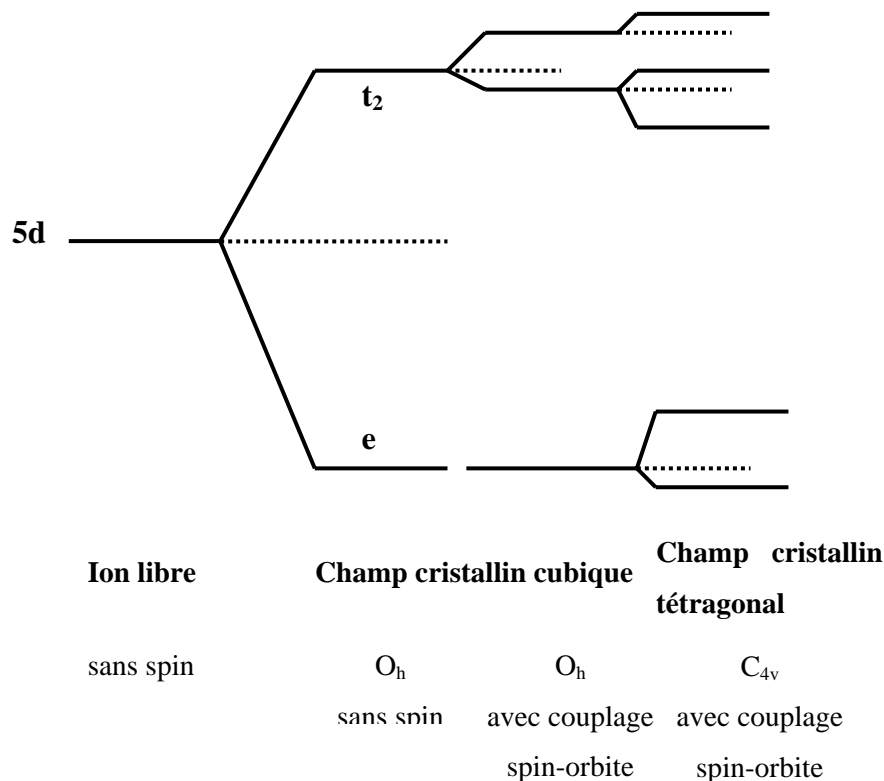 t₂
5d
e
Ion libre
Champ cristallin cubique
Champ cristallin
tétragonal
sans spin
Oₕ
sans spin
Oₕ
avec couplage
spin-orbite
C₄ᵥ
avec couplage
spin-orbite